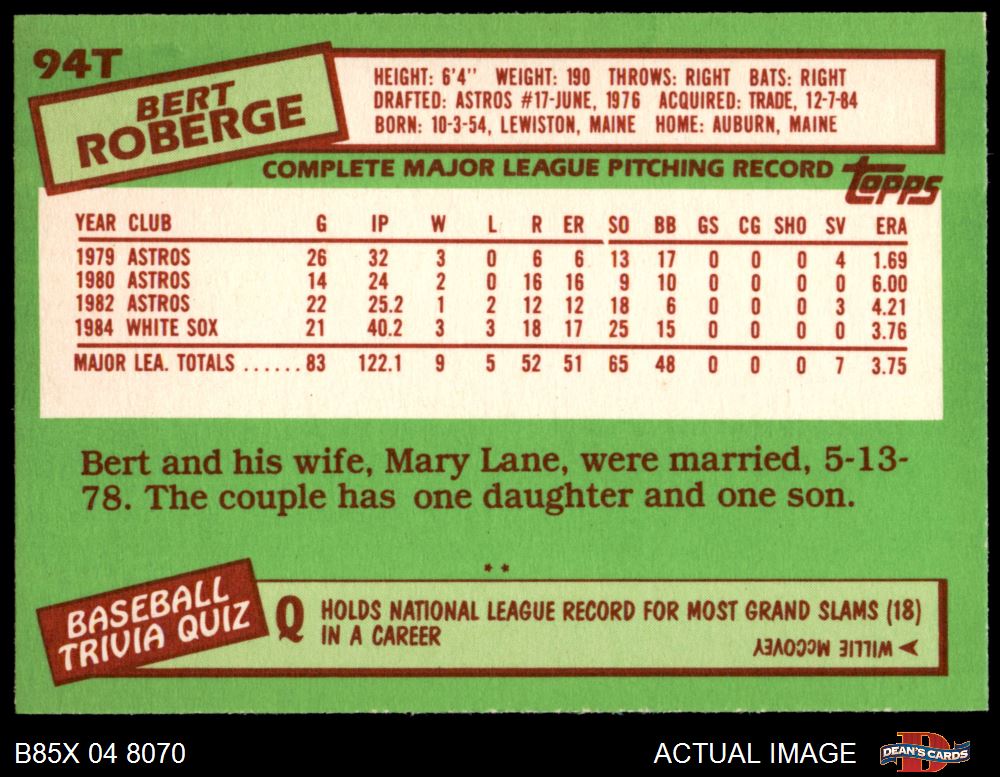 94T
BERT
ROBERGE
HEIGHT: 6'4" WEIGHT: 190 THROWS: RIGHT BATS: RIGHT
DRAFTED: ASTROS #17-JUNE, 1976 ACQUIRED: TRADE, 12-7-84
BORN: 10-3-54, LEWISTON, MAINE HOME: AUBURN, MAINE
COMPLETE MAJOR LEAGUE PITCHING RECORD
topps
YEAR CLUB G IP W L R ER SO BB GS CG SHO SV ERA
1979 ASTROS 26 32 3 0 6 6 13 17 0 0 0 4 1.69
1980 ASTROS 14 24 2 0 16 16 9 10 0 0 0 0 6.00
1982 ASTROS 22 25.2 1 2 12 12 18 6 0 0 0 3 4.21
1984 WHITE SOX 21 40.2 3 3 18 17 25 15 0 0 0 0 3.76
MAJOR LEA. TOTALS ......83 122.1 9 5 52 51 65 48 0 0 0 7 3.75
Bert and his wife, Mary Lane, were married, 5-13-
78. The couple has one daughter and one son.
**
BASEBALL
TRIVIA QUIZ
Q HOLDS NATIONAL LEAGUE RECORD FOR MOST GRAND SLAMS (18)
IN A CAREER
WILLIE MCCOVEY
B85X 04 8070
ACTUAL IMAGE
D
DEAN'S CARDS